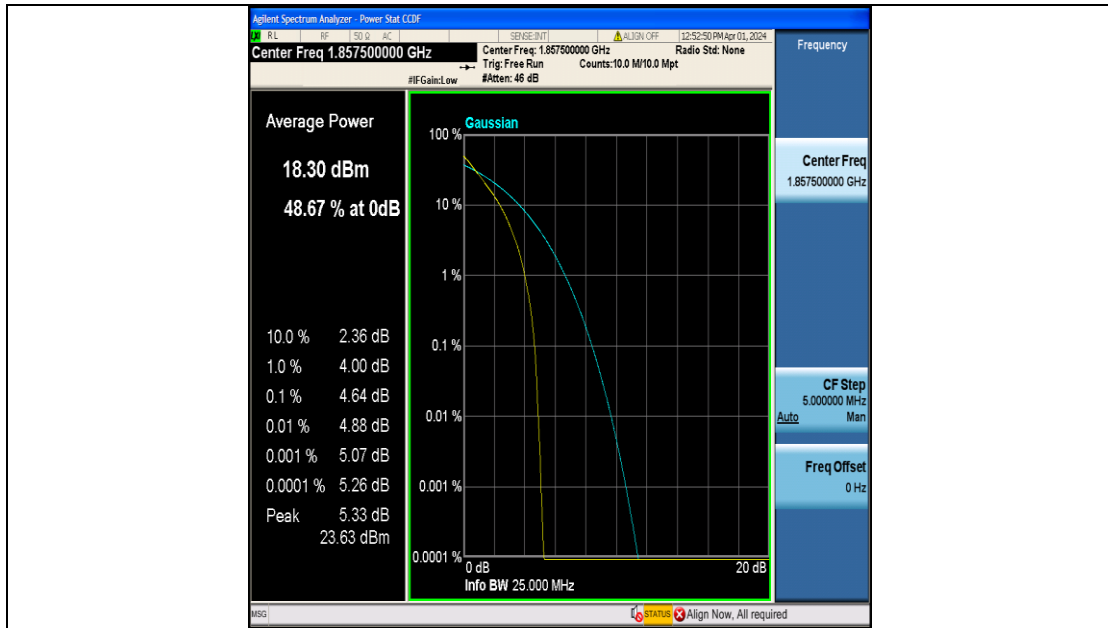 Agilent Spectrum Analyzer - Power Stat CCDF
RL RF 50 Ω AC SENSE:INT ALIGN OFF 12:52:50 PM Apr 01, 2024
Center Freq 1.857500000 GHz
Center Freq: 1.857500000 GHz Radio Std: None
Trig: Free Run Counts:10.0 M/10.0 Mpt
#IFGain:Low #Atten: 46 dB
Frequency
Average Power
18.30 dBm
48.67 % at 0dB
10.0 % 2.36 dB
1.0 % 4.00 dB
0.1 % 4.64 dB
0.01 % 4.88 dB
0.001 % 5.07 dB
0.0001 % 5.26 dB
Peak 5.33 dB
23.63 dBm
Gaussian
100 %
10 %
1 %
0.1 %
0.01 %
0.001 %
0.0001 %
0 dB 20 dB
Info BW 25.000 MHz
Center Freq
1.857500000 GHz
CF Step
5.000000 MHz
Auto Man
Freq Offset
0 Hz
MSG STATUS Align Now, All required